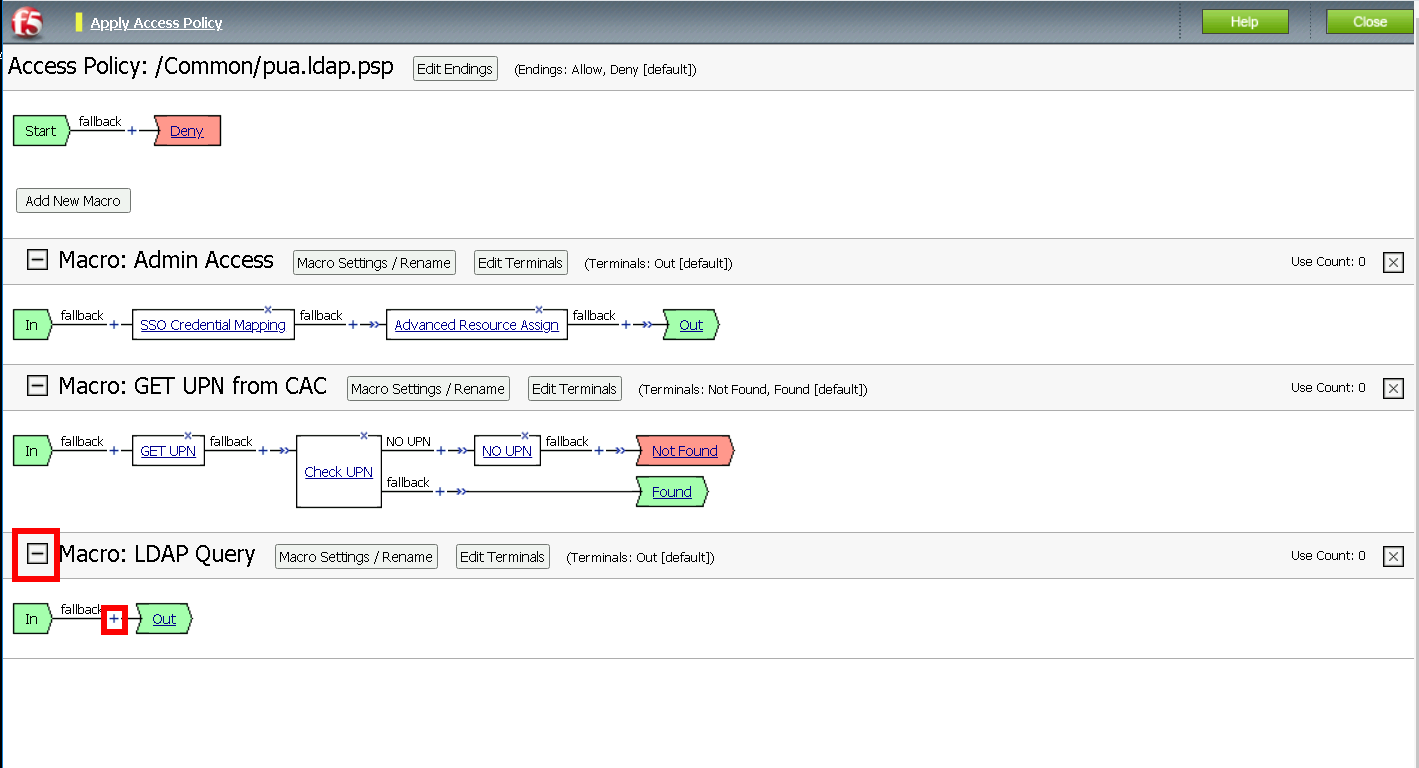 f5 Apply Access Policy Help Close
Access Policy: /Common/pua.ldap.psp Edit Endings (Endings: Allow, Deny [default])
Start fallback + Deny
Add New Macro
Macro: Admin Access Macro Settings / Rename Edit Terminals (Terminals: Out [default]) Use Count: 0
In fallback + SSO Credential Mapping fallback + Advanced Resource Assign fallback + Out
Macro: GET UPN from CAC Macro Settings / Rename Edit Terminals (Terminals: Not Found, Found [default]) Use Count: 0
In fallback + GET UPN fallback + Check UPN NO UPN + NO UPN fallback + Not Found
fallback + Found
Macro: LDAP Query Macro Settings / Rename Edit Terminals (Terminals: Out [default]) Use Count: 0
In fallback + Out